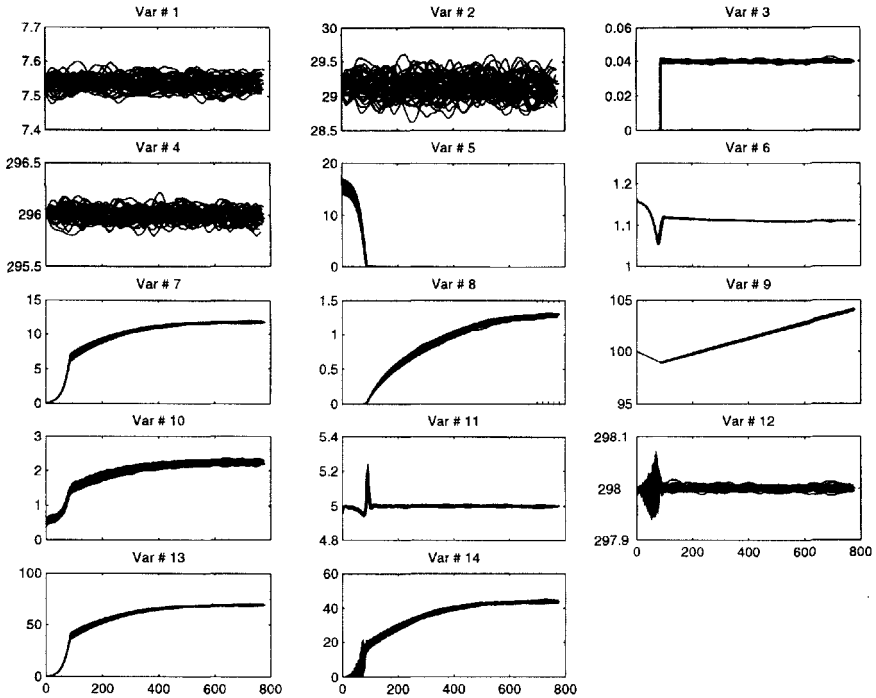 Var # 1
Var # 2
Var # 3
7.7
7.6
7.5
7.4
30
29.5
29
28.5
0.06
0.04
0.02
0
Var # 4
Var # 5
Var # 6
296.5
296
295.5
20
10
0
1.2
1.1
1
Var # 7
Var # 8
Var # 9
15
10
5
0
1.5
1
0.5
0
105
100
95
Var # 10
Var # 11
Var # 12
3
2
1
0
5.4
5.2
5
4.8
298.1
298
297.9
0 200 400 600 800
Var # 13
Var # 14
100
50
0
60
40
20
0
0 200 400 600 800
0 200 400 600 800